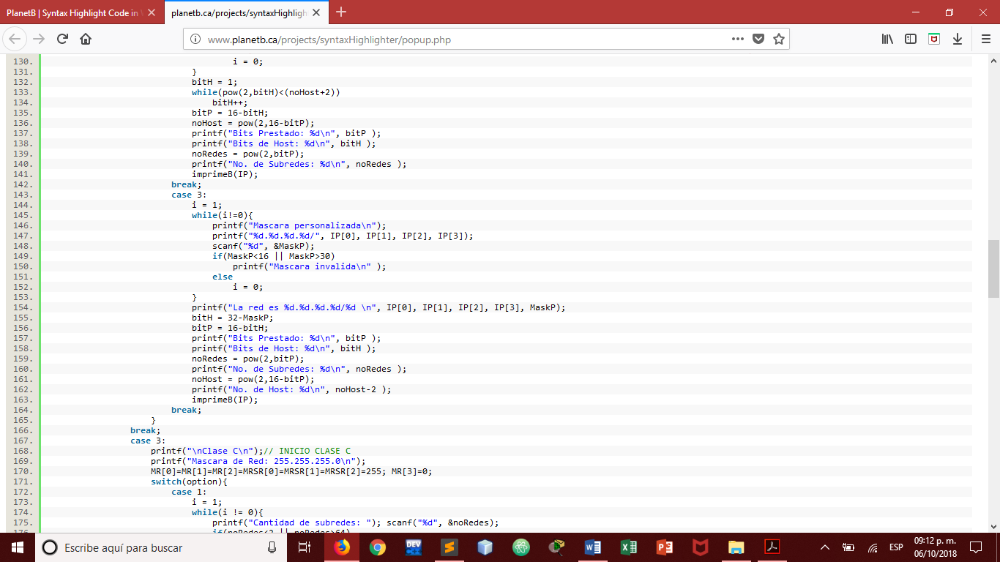 PlanetB | Syntax Highlight Code in
planetb.ca/projects/syntaxHighligh
www.planetb.ca/projects/syntaxHighlighter/popup.php
130. i = 0;
131. }
132. bitH = 1;
133. while(pow(2,bitH)<(noHost+2))
134. bitH++;
135. bitP = 16-bitH;
136. noHost = pow(2,16-bitP);
137. printf("Bits Prestado: %d\n", bitP );
138. printf("Bits de Host: %d\n", bitH );
139. noRedes = pow(2,bitP);
140. printf("No. de Subredes: %d\n", noRedes );
141. imprimeB(IP);
142. break;
143. case 3:
144. i = 1;
145. while(i!=0){
146. printf("Mascara personalizada\n");
147. printf("%d.%d.%d.%d/", IP[0], IP[1], IP[2], IP[3]);
148. scanf("%d", &MaskP);
149. if(MaskP<16 || MaskP>30)
150. printf("Mascara invalida\n" );
151. else
152. i = 0;
153. }
154. printf("La red es %d.%d.%d.%d/%d \n", IP[0], IP[1], IP[2], IP[3], MaskP);
155. bitH = 32-MaskP;
156. bitP = 16-bitH;
157. printf("Bits Prestado: %d\n", bitP );
158. printf("Bits de Host: %d\n", bitH );
159. noRedes = pow(2,bitP);
160. printf("No. de Subredes: %d\n", noRedes );
161. noHost = pow(2,16-bitP);
162. printf("No. de Host: %d\n", noHost-2 );
163. imprimeB(IP);
164. break;
165. }
166. break;
167. case 3:
168. printf("\nClase C\n");// INICIO CLASE C
169. printf("Mascara de Red: 255.255.255.0\n");
170. MR[0]=MR[1]=MR[2]=MRSR[0]=MRSR[1]=MRSR[2]=255; MR[3]=0;
171. switch(option){
172. case 1:
173. i = 1;
174. while(i != 0){
175. printf("Cantidad de subredes: "); scanf("%d", &noRedes);
176. if(noRedes<2 || noRedes>64)
Escribe aquí para buscar
DEV
ESP
09:12 p. m.
06/10/2018